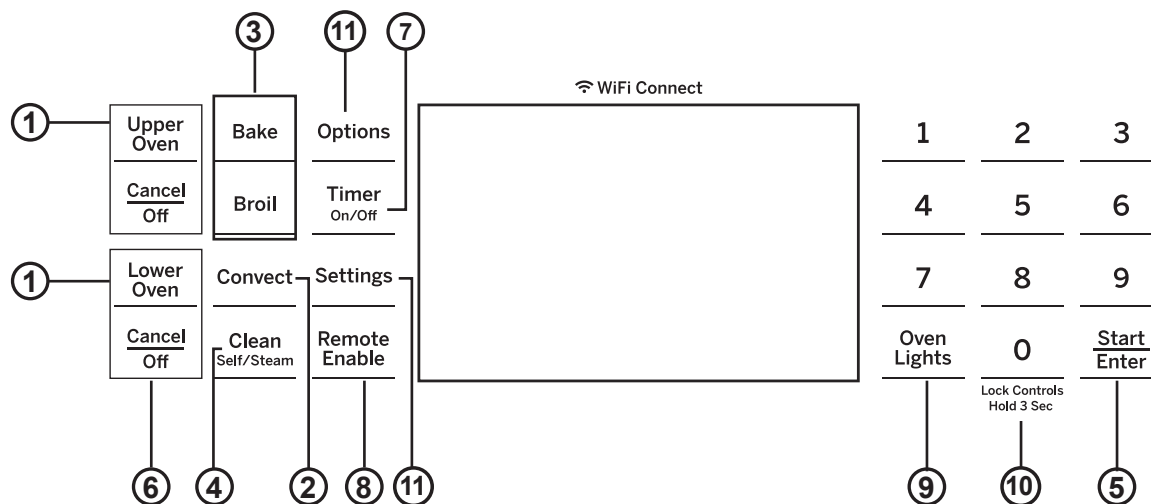 3
11
7
WiFi Connect
1
Upper
Oven
Bake
Options
1
2
3
Cancel
Off
Broil
Timer
On/Off
4
5
6
1
Lower
Oven
Convect
Settings
7
8
9
Cancel
Off
Clean
Self/Steam
Remote
Enable
Oven
Lights
0
Start
Enter
Lock Controls
Hold 3 Sec
6
4
2
8
11
9
10
5